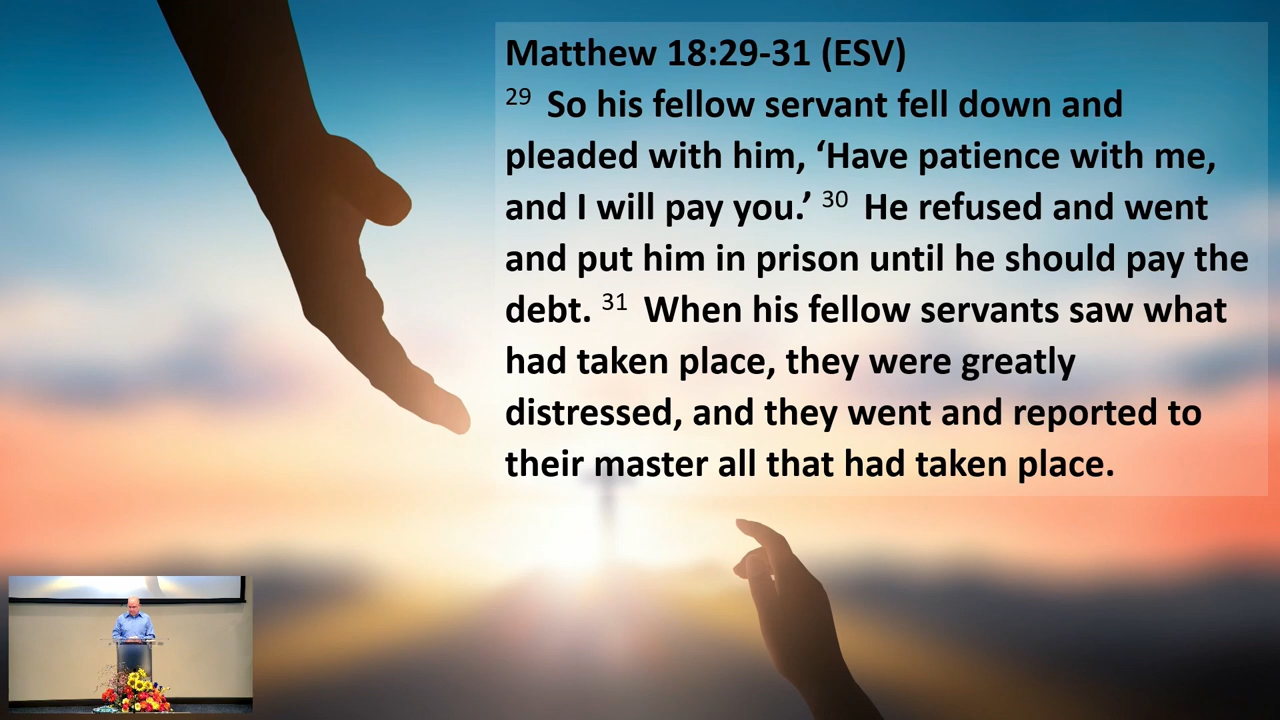 Matthew 18:29-31 (ESV)
29 So his fellow servant fell down and
pleaded with him, ‘Have patience with me,
and I will pay you.’ 30 He refused and went
and put him in prison until he should pay the
debt. 31 When his fellow servants saw what
had taken place, they were greatly
distressed, and they went and reported to
their master all that had taken place.